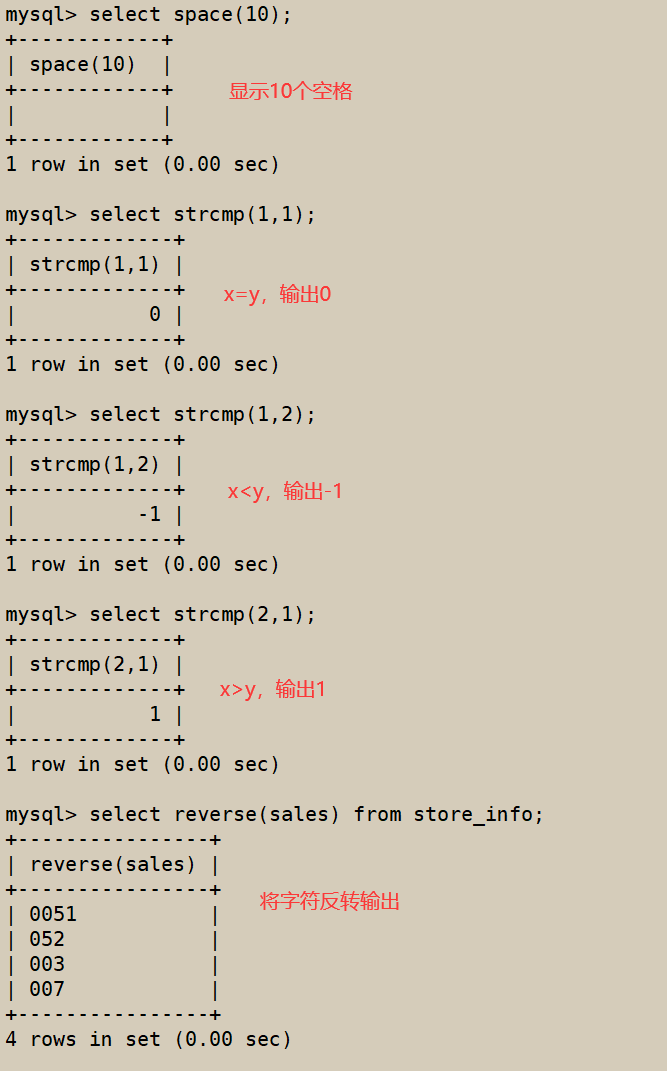 mysql> select space(10);
+------------+
| space(10)  |
+------------+
显示10个空格
|            |
+------------+
1 row in set (0.00 sec)
mysql> select strcmp(1,1);
+-------------+
| strcmp(1,1) |
+-------------+
x=y，输出0
|           0 |
+-------------+
1 row in set (0.00 sec)
mysql> select strcmp(1,2);
+-------------+
| strcmp(1,2) |
+-------------+
x<y，输出-1
|          -1 |
+-------------+
1 row in set (0.00 sec)
mysql> select strcmp(2,1);
+-------------+
| strcmp(2,1) |
+-------------+
x>y，输出1
|           1 |
+-------------+
1 row in set (0.00 sec)
mysql> select reverse(sales) from store_info;
+----------------+
| reverse(sales) |
+----------------+
将字符反转输出
| 0051           |
| 052            |
| 003            |
| 007            |
+----------------+
4 rows in set (0.00 sec)